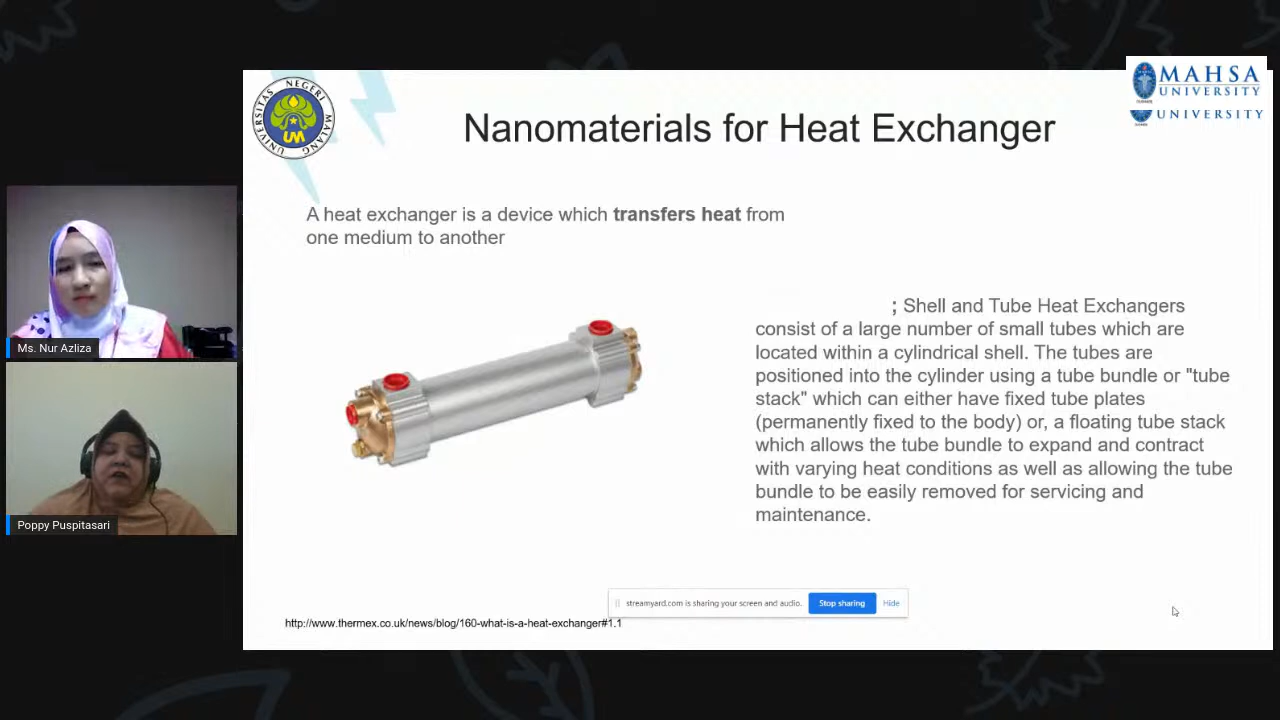 UNIVERSITAS NEGERI MALANG
UM
MAHSA
UNIVERSITY
UNIVERSITY
Nanomaterials for Heat Exchanger
A heat exchanger is a device which transfers heat from
one medium to another
; Shell and Tube Heat Exchangers
consist of a large number of small tubes which are
located within a cylindrical shell. The tubes are
positioned into the cylinder using a tube bundle or "tube
stack" which can either have fixed tube plates
(permanently fixed to the body) or, a floating tube stack
which allows the tube bundle to expand and contract
with varying heat conditions as well as allowing the tube
bundle to be easily removed for servicing and
maintenance.
Ms. Nur Azliza
Poppy Puspitasari
streamyard.com is sharing your screen and audio. Stop sharing Hide
http://www.thermex.co.uk/news/blog/160-what-is-a-heat-exchanger#1.1